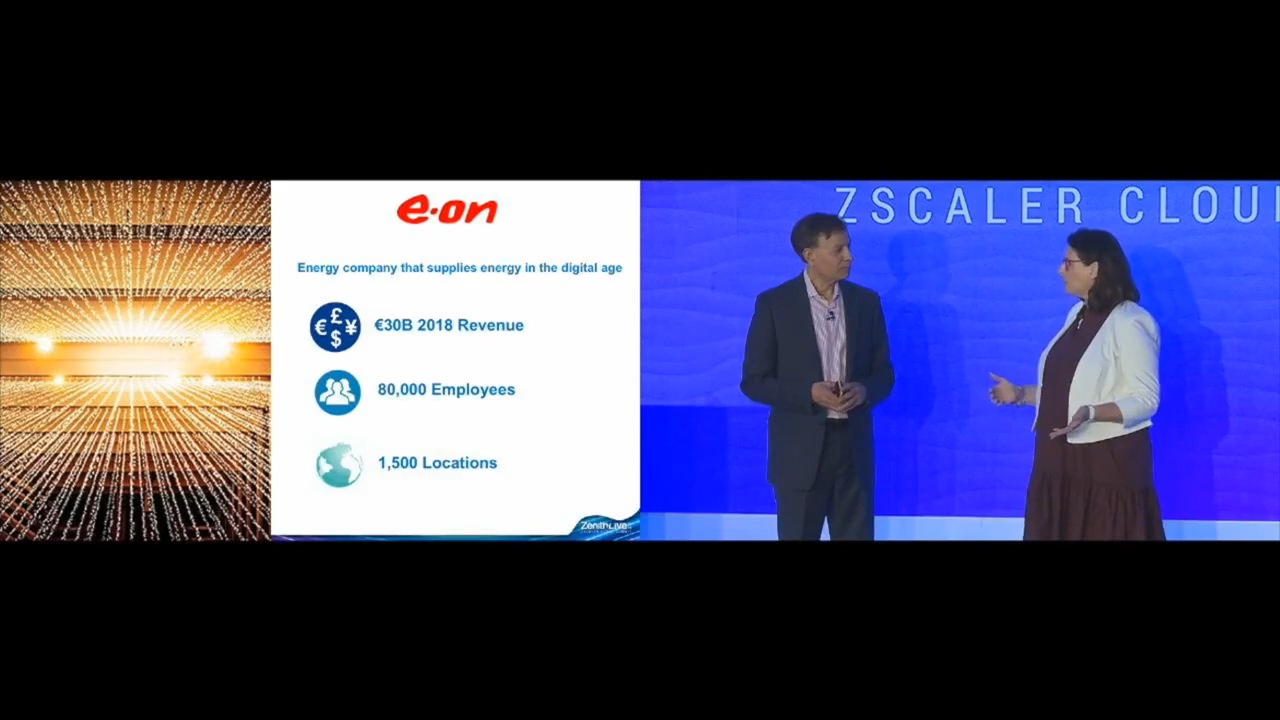 e·on
Energy company that supplies energy in the digital age
€30B 2018 Revenue
80,000 Employees
1,500 Locations
ZenithLive
ZSCALER CLOU